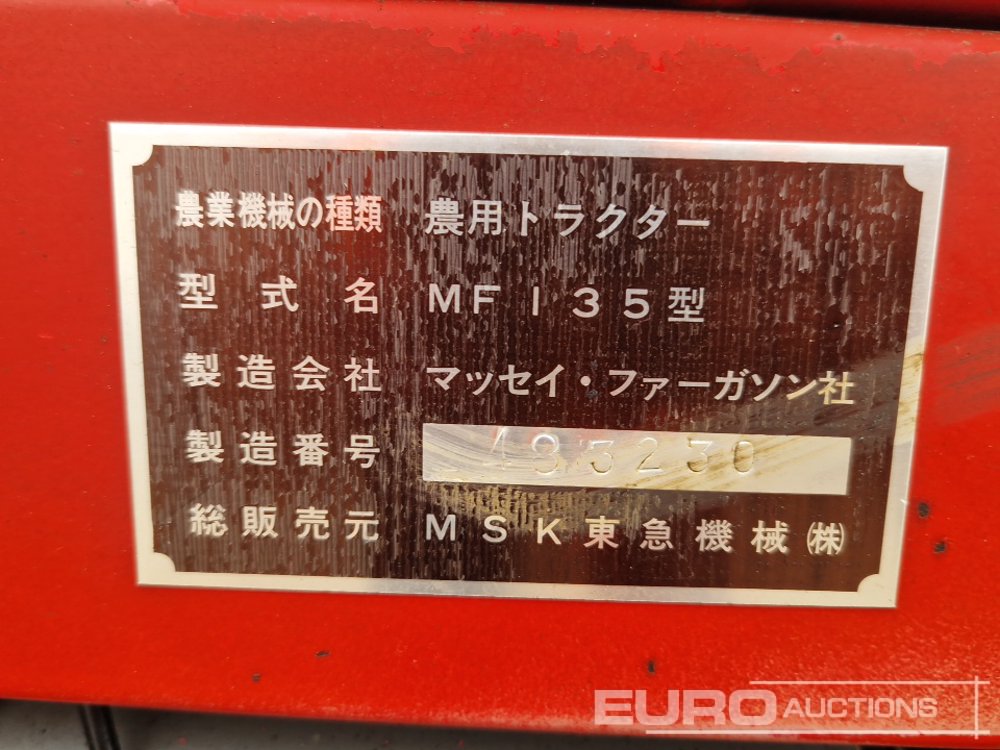 農業機械の種類 農用トラクター
型式名 MF135型
製造会社 マッセイ・ファーガソン社
製造番号 483230
総販売元 MSK東急機械(株)
EURO AUCTIONS